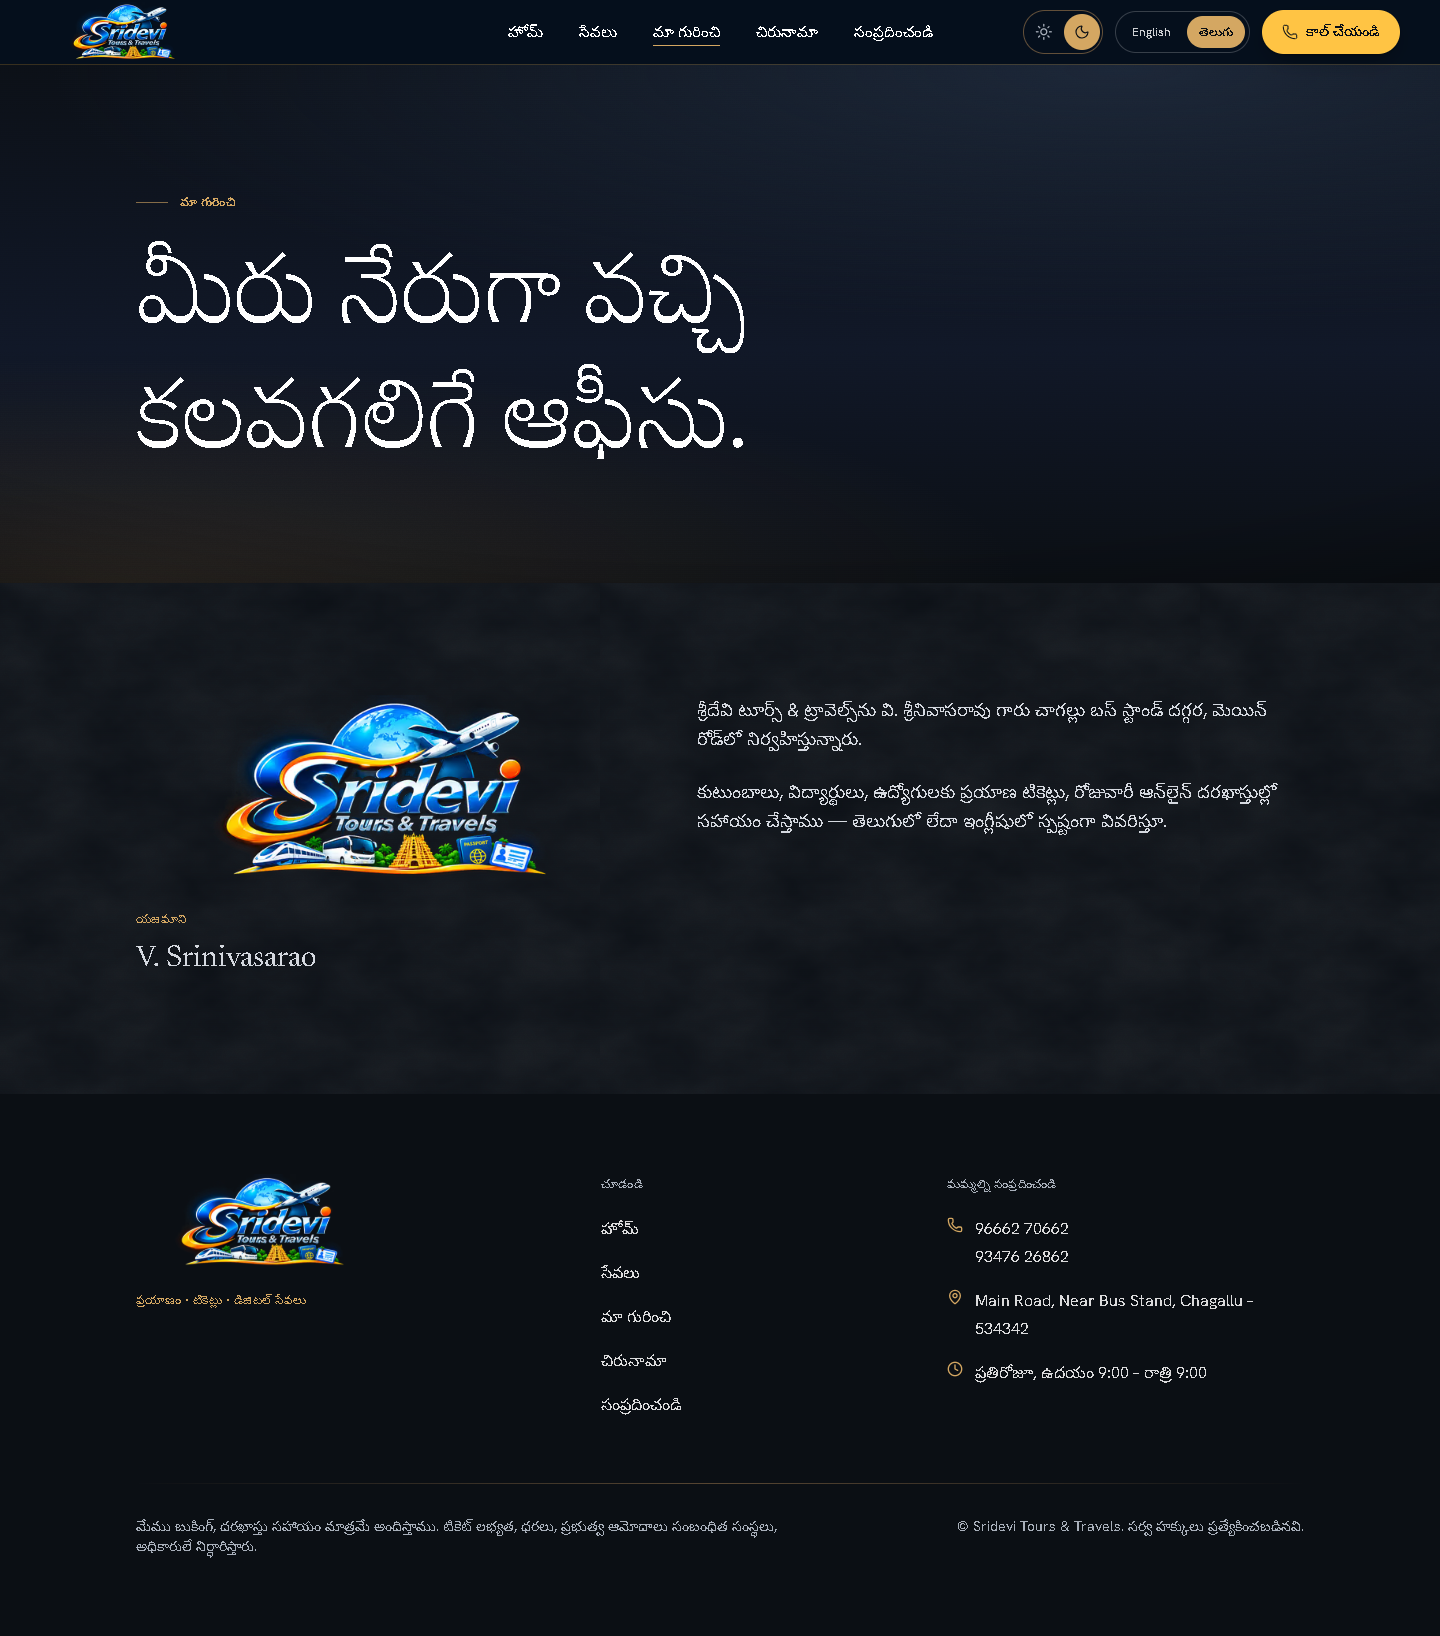 Sridevi
Tours & Travels
హోమ్
సేవలు
మా గురించి
చిరునామా
సంప్రదించండి
English
తెలుగు
కాల్ చేయండి
మా గురించి
మీరు నేరుగా వచ్చి
కలవగలిగే ఆఫీసు.
Sridevi
Tours & Travels
PASSPORT
యజమాని
V. Srinivasarao
శ్రీదేవి టూర్స్ & ట్రావెల్స్‌ను వి. శ్రీనివాసరావు గారు చాగల్లు బస్ స్టాండ్ దగ్గర, మెయిన్
రోడ్‌లో నిర్వహిస్తున్నారు.
కుటుంబాలు, విద్యార్థులు, ఉద్యోగులకు ప్రయాణ టికెట్లు, రోజువారీ ఆన్‌లైన్ దరఖాస్తుల్లో
సహాయం చేస్తాము — తెలుగులో లేదా ఇంగ్లీషులో స్పష్టంగా వివరిస్తూ.
Sridevi
Tours & Travels
ప్రయాణం • టికెట్లు • డిజిటల్ సేవలు
చూడండి
హోమ్
సేవలు
మా గురించి
చిరునామా
సంప్రదించండి
మమ్మల్ని సంప్రదించండి
96662 70662
93476 26862
Main Road, Near Bus Stand, Chagallu –
534342
ప్రతిరోజూ, ఉదయం 9:00 – రాత్రి 9:00
మేము బుకింగ్, దరఖాస్తు సహాయం మాత్రమే అందిస్తాము. టికెట్ లభ్యత, ధరలు, ప్రభుత్వ ఆమోదాలు సంబంధిత సంస్థలు,
అధికారులే నిర్ధారిస్తారు.
© Sridevi Tours & Travels. సర్వ హక్కులు ప్రత్యేకించబడినవి.